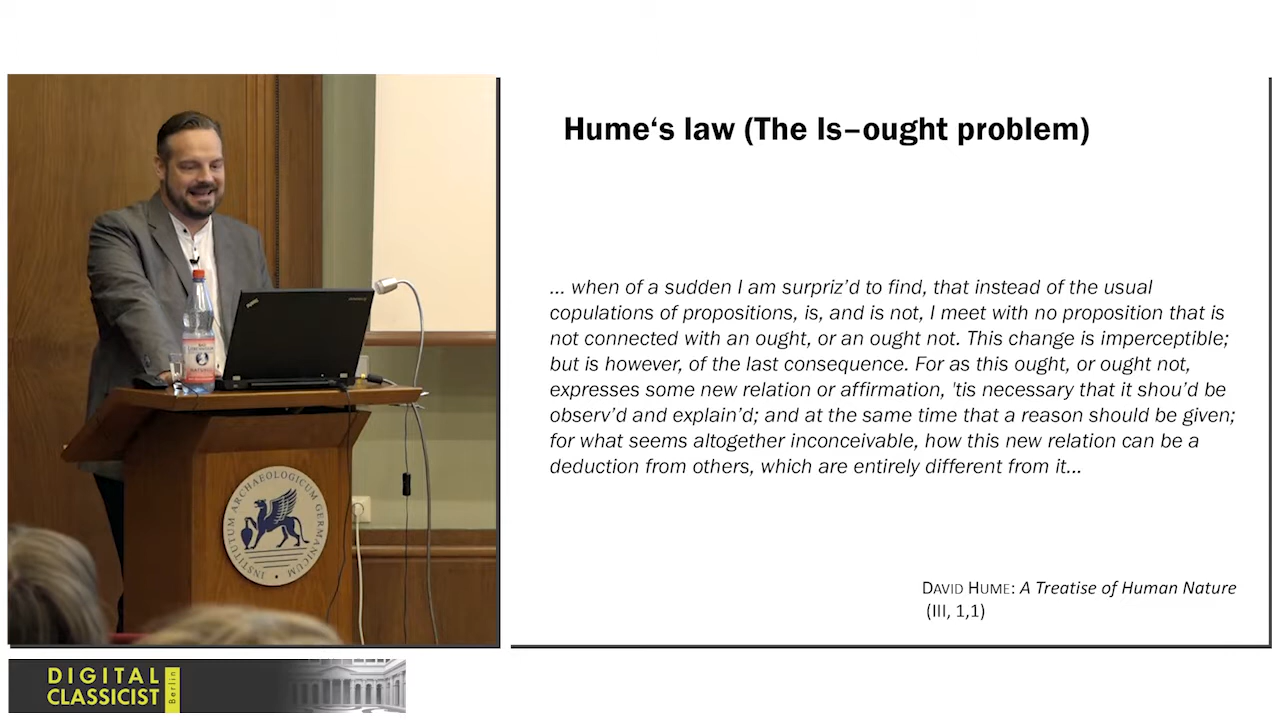 Hume‘s law (The Is–ought problem)
... when of a sudden I am surpriz’d to find, that instead of the usual
copulations of propositions, is, and is not, I meet with no proposition that is
not connected with an ought, or an ought not. This change is imperceptible;
but is however, of the last consequence. For as this ought, or ought not,
expresses some new relation or affirmation, 'tis necessary that it shou’d be
observ’d and explain’d; and at the same time that a reason should be given;
for what seems altogether inconceivable, how this new relation can be a
deduction from others, which are entirely different from it...
DAVID HUME: A Treatise of Human Nature
(III, 1,1)
INSTITUTUM ARCHAEOLOGICUM GERMANICUM
DIGITAL
CLASSICIST
Berlin